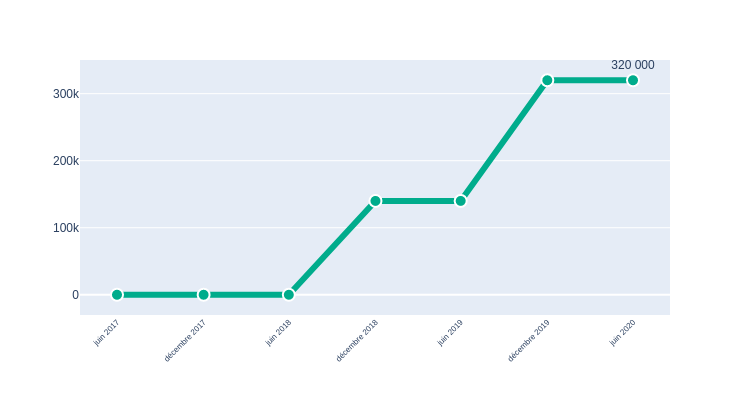 320 000
300k
200k
100k
0
juin 2017
décembre 2017
juin 2018
décembre 2018
juin 2019
décembre 2019
juin 2020